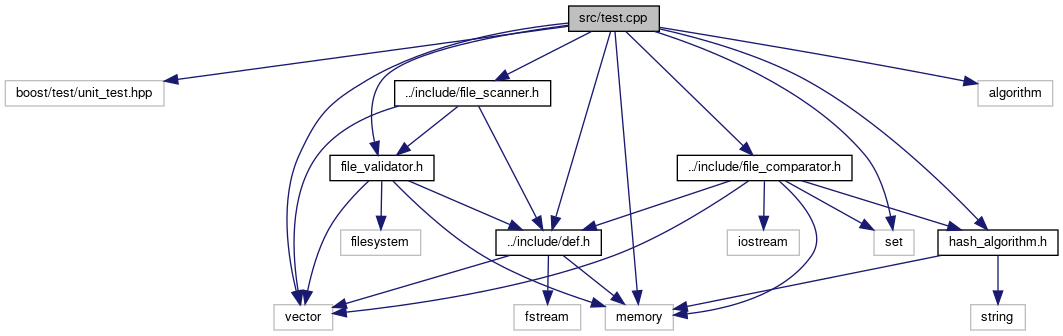 src/test.cpp
boost/test/unit_test.hpp
../include/file_scanner.h
algorithm
file_validator.h
../include/file_comparator.h
filesystem
../include/def.h
iostream
set
hash_algorithm.h
vector
fstream
memory
string